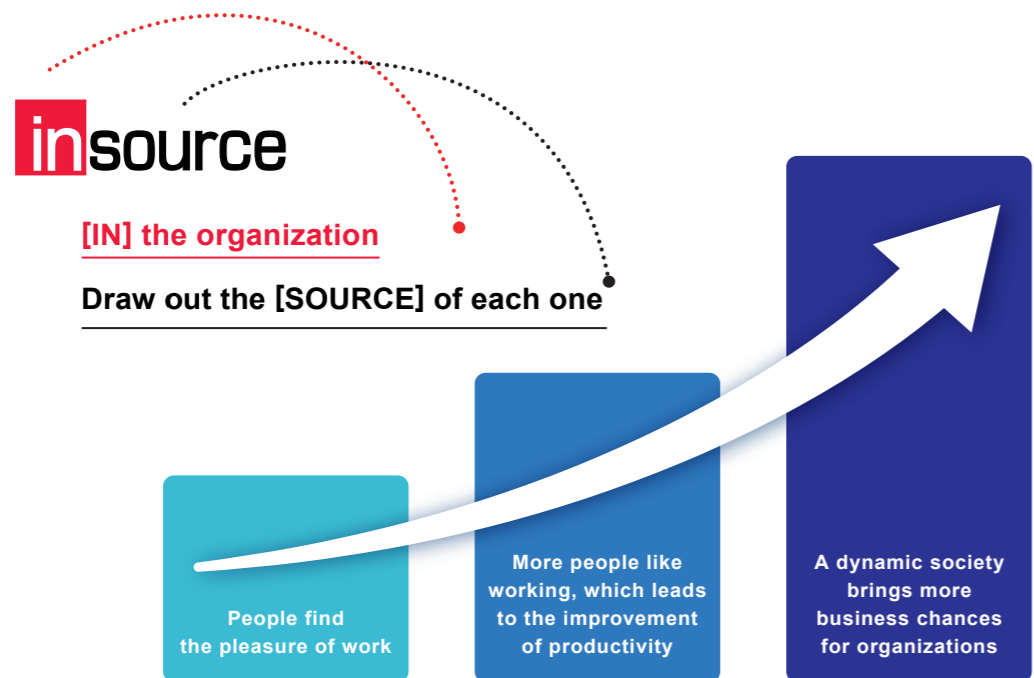 insource
[IN] the organization
Draw out the [SOURCE] of each one
People find
the pleasure of work
More people like
working, which leads
to the improvement
of productivity
A dynamic society
brings more
business chances
for organizations